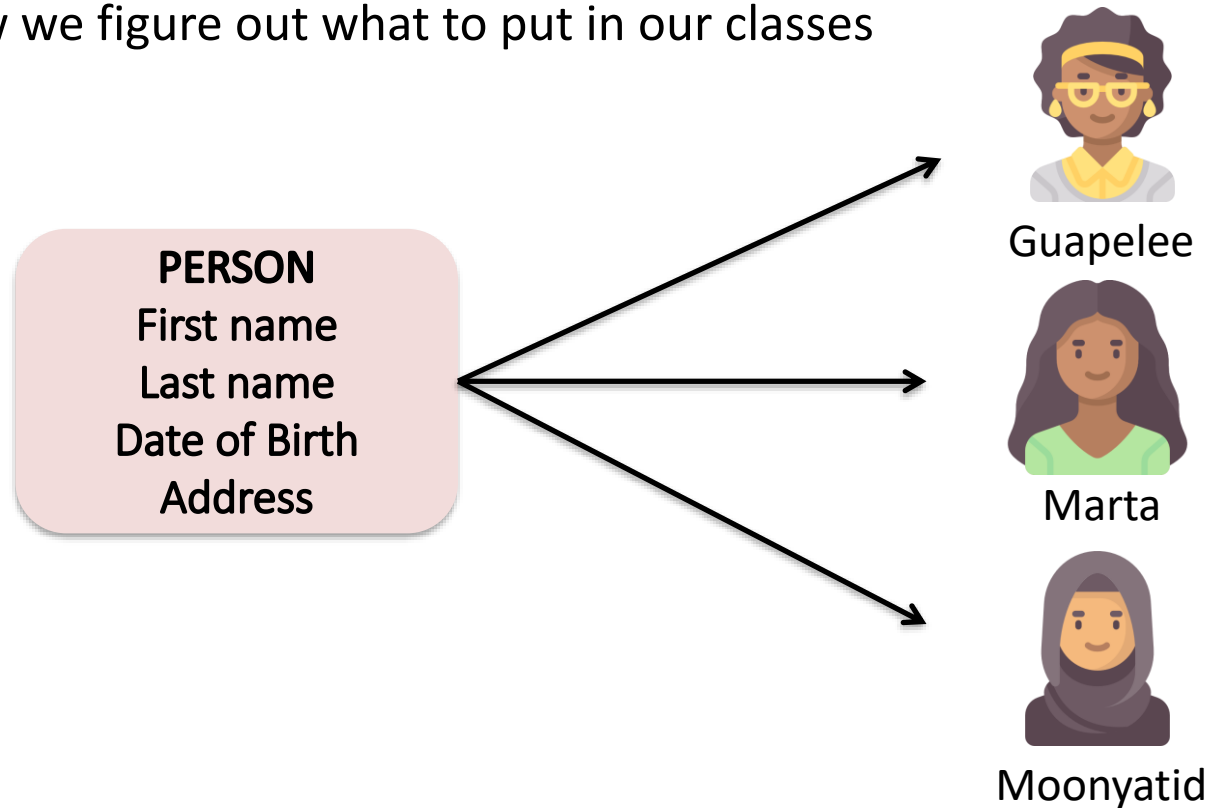 we figure out what to put in our classes
PERSON
First name
Last name
Date of Birth
Address
Guapelee
Marta
Moonyatid